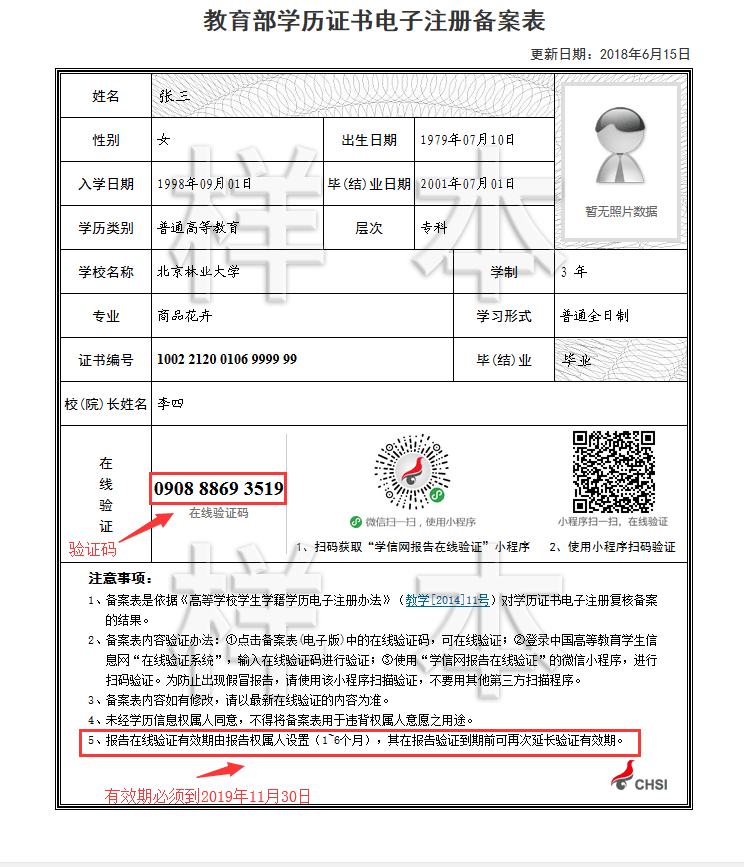 教育部学历证书电子注册备案表
更新日期：2018年6月15日
姓名 张三
性别 女 出生日期 1979年07月10日
暂无照片数据
入学日期 1998年09月01日 毕(结)业日期 2001年07月01日
学历类别 普通高等教育 层次 专科
学校名称 北京林业大学 学制 3 年
专业 商品花卉 学习形式 普通全日制
证书编号 1002 2120 0106 9999 99 毕(结)业 毕业
校(院)长姓名 李四
样本
在线验证
0908 8869 3519
在线验证码
验证码
微信扫一扫，使用小程序
小程序扫一扫，在线验证
1、扫码获取“学信网报告在线验证”小程序
2、使用小程序扫码验证
样本
注意事项：
1、备案表是依据《高等学校学生学籍学历电子注册办法》（教学[2014]11号）对学历证书电子注册复核备案
的结果。
2、备案表内容验证办法：①点击备案表(电子版)中的在线验证码，可在线验证；②登录中国高等教育学生信
息网“在线验证系统”，输入在线验证码进行验证；③使用“学信网报告在线验证”的微信小程序，进行
扫码验证。为防止出现假冒报告，请使用该小程序扫描验证，不要用其他第三方扫描程序。
3、备案表内容如有修改，请以最新在线验证的内容为准。
4、未经学历信息权属人同意，不得将备案表用于违背权属人意愿之用途。
5、报告在线验证有效期由报告权属人设置（1~6个月），其在报告验证到期前可再次延长验证有效期。
有效期必须到2019年11月30日
CHSI